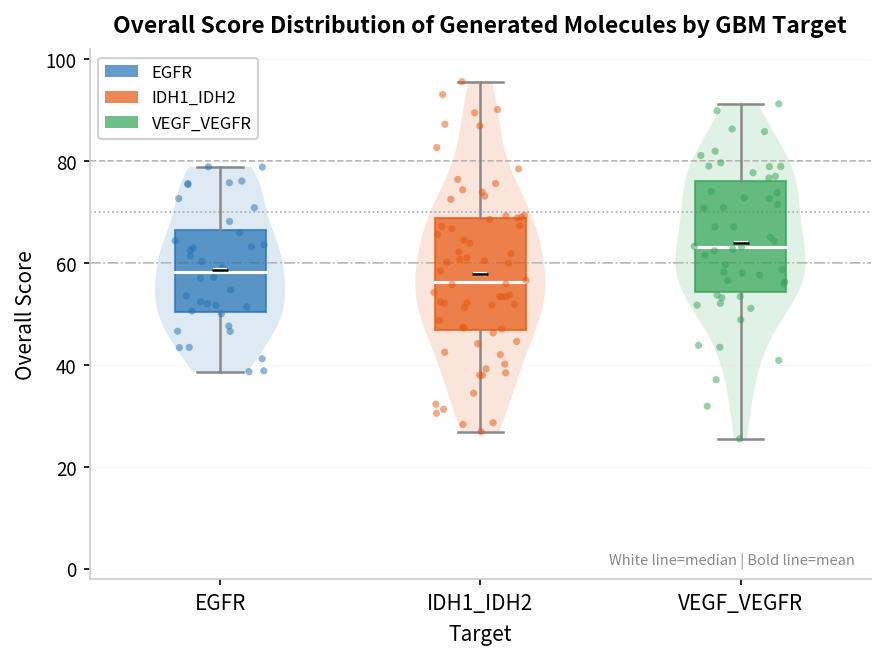 Overall Score Distribution of Generated Molecules by GBM Target
100
80
60
40
20
0
Overall Score
EGFR
IDH1_IDH2
VEGF_VEGFR
White line=median | Bold line=mean
EGFR
IDH1_IDH2
VEGF_VEGFR
Target